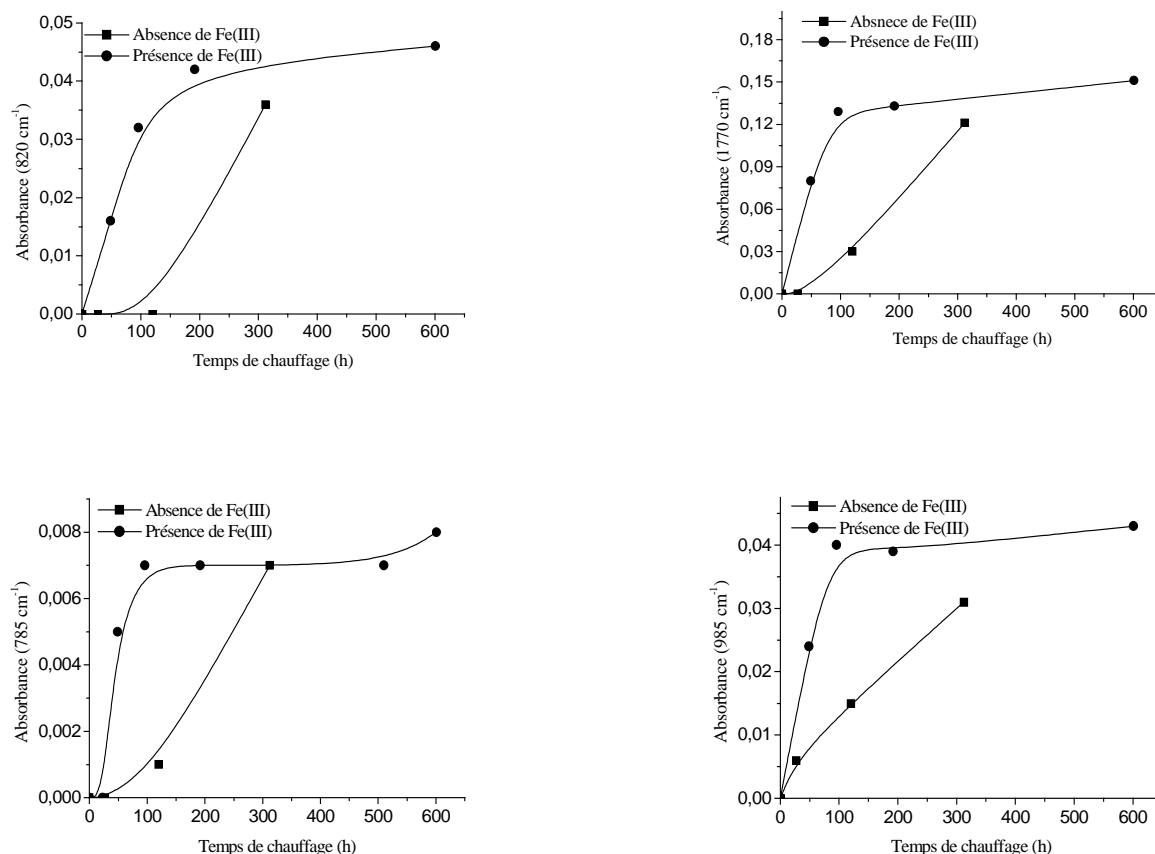 Absence de Fe(III)
Présence de Fe(III)
0,05
0,04
0,03
0,02
0,01
0,00
Absorbance (820 cm-1)
0 100 200 300 400 500 600
Temps de chauffage (h)
Absnece de Fe(III)
Présence de Fe(III)
0,15
0,12
0,09
0,06
0,03
0,00
Absorbance (1770 cm-1)
0 100 200 300 400 500 600
Temps de chauffage (h)
Absence de Fe(III)
Présence de Fe(III)
0,008
0,006
0,004
0,002
0,000
Absorbance (785 cm-1)
0 100 200 300 400 500 600
Temps de chauffage (h)
Absence de Fe(III)
Présence de Fe(III)
0,04
0,03
0,02
0,01
0,00
Absorbance (985 cm-1)
0 100 200 300 400 500 600
Temps de chauffage (h)